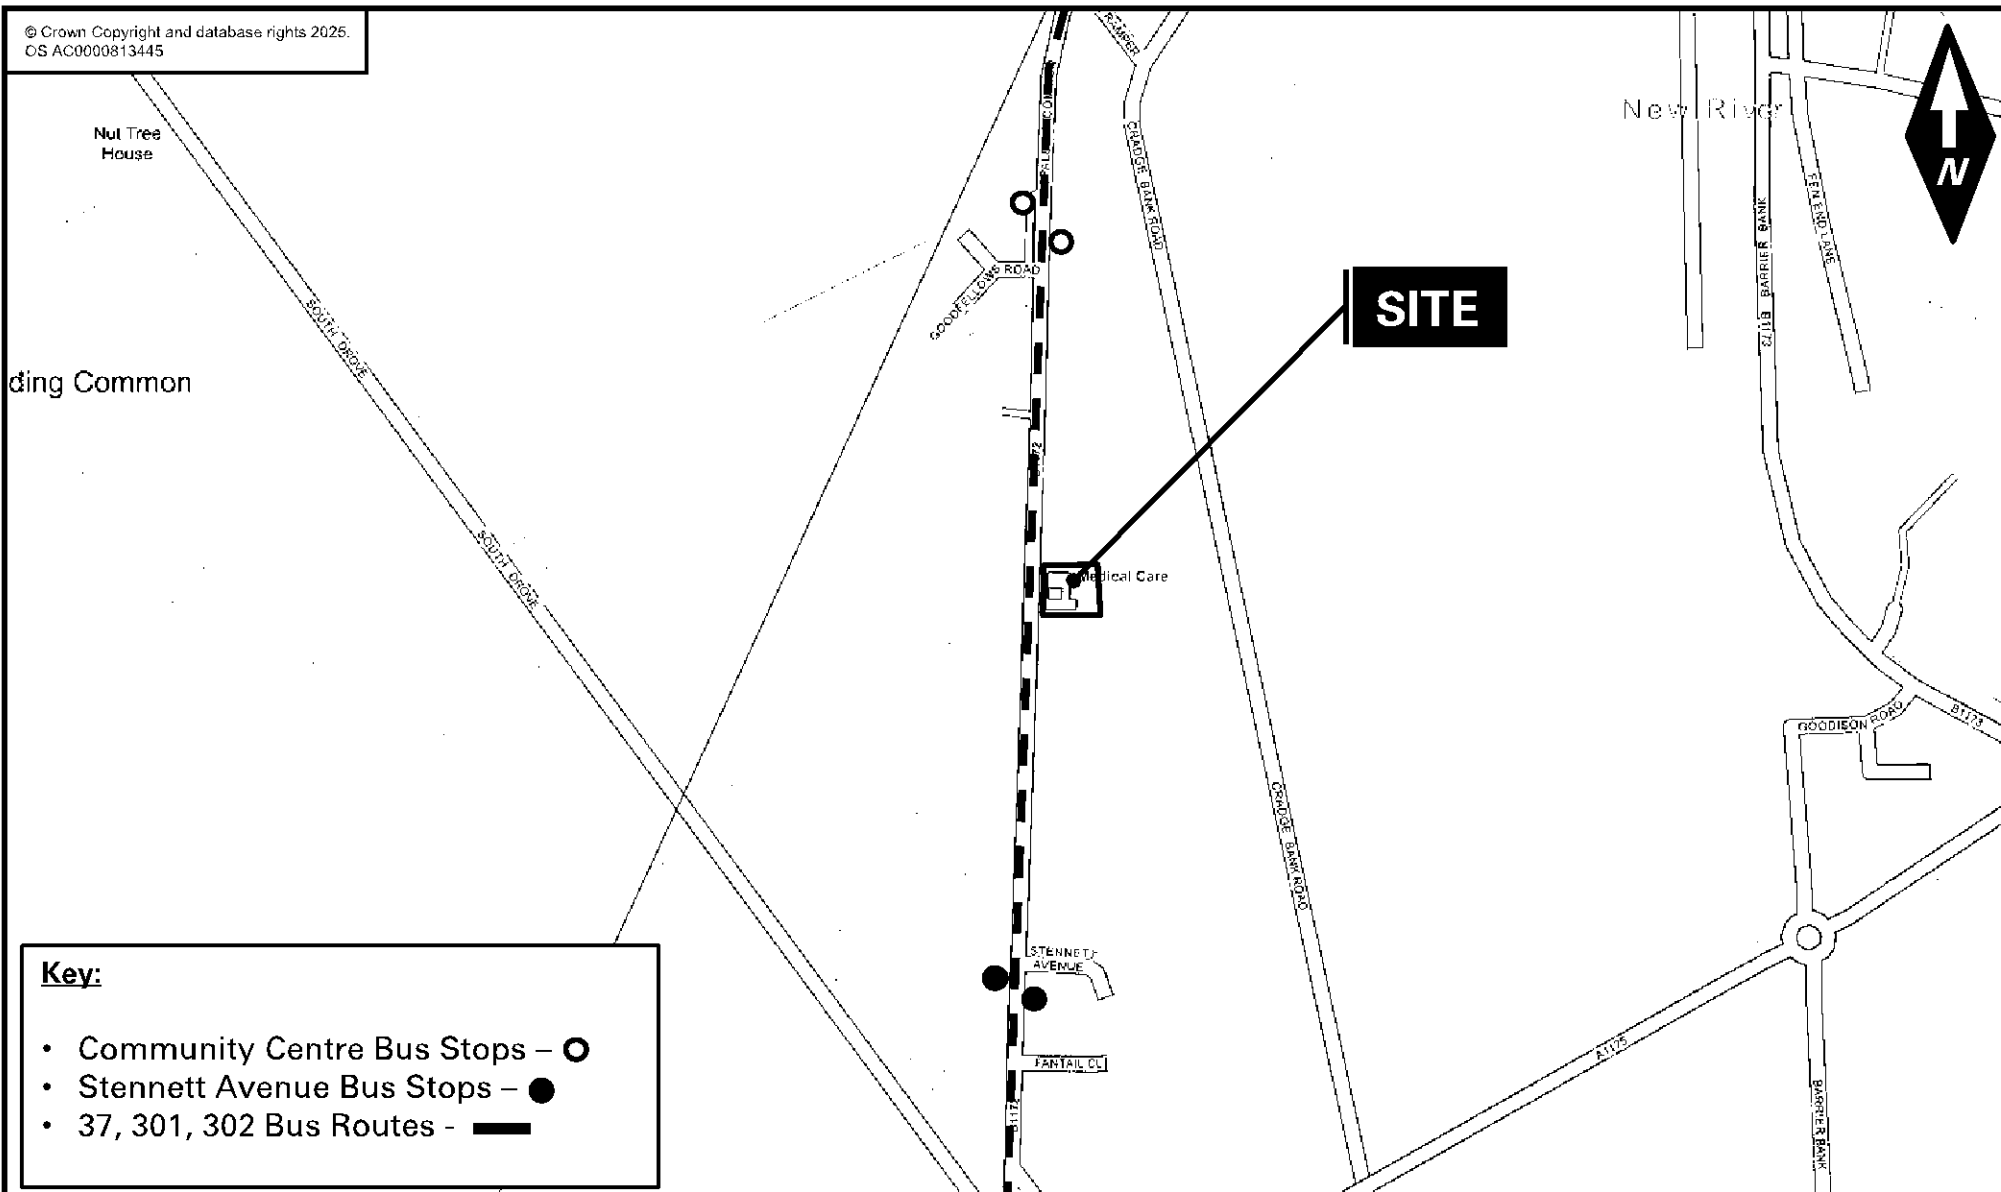 © Crown Copyright and database rights 2025.
OS AC0000813445
Nut Tree
House
ding Common
SOUTH DROVE
SOUTH DROVE
GOODFELLOWS ROAD
CRADGE BANK ROAD
CRADGE BANK ROAD
New River
N
B1173 BARRIER BANK
FEN END LANE
SITE
Medical Care
GOODISON ROAD
B1173
STENNETT
AVENUE
FANTAIL CL
A1175
BARRIER BANK
Key:
• Community Centre Bus Stops –
• Stennett Avenue Bus Stops –
• 37, 301, 302 Bus Routes -